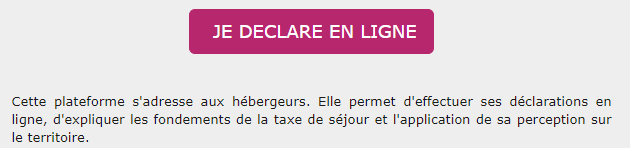 JE DECLARE EN LIGNE
Cette plateforme s'adresse aux hébergeurs. Elle permet d'effectuer ses déclarations en
ligne, d'expliquer les fondements de la taxe de séjour et l'application de sa perception sur
le territoire.